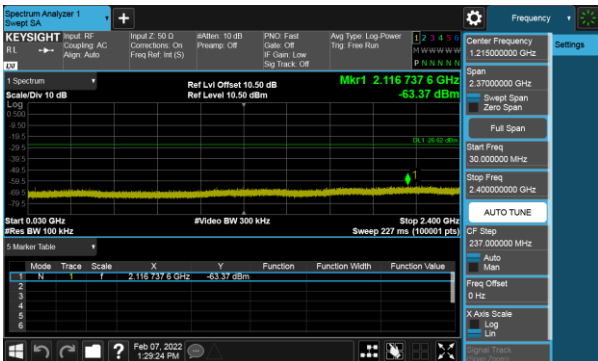 Spectrum Analyzer 1
Swept SA
+
Frequency
KEYSIGHT
RL
Input: RF
Coupling: AC
Align: Auto
Input Z: 50 Ω
Corrections: On
Freq Ref: Int (S)
#Atten: 10 dB
Preamp: Off
PNO: Fast
Gate: Off
IF Gain: Low
Sig Track: Off
Avg Type: Log-Power
Trig: Free Run
1 2 3 4 5 6
M W W W W W
P N N N N N
LW
1 Spectrum
Scale/Div 10 dB
Ref Lvl Offset 10.50 dB
Ref Level 10.50 dBm
Mkr1 2.116 737 6 GHz
-63.37 dBm
Log
0.500
-9.50
-19.5
DL1 -26.62 dBm
-29.5
-39.5
-49.5
1
-59.5
-69.5
-79.5
Start 0.030 GHz
#Res BW 100 kHz
#Video BW 300 kHz
Stop 2.400 GHz
Sweep 227 ms (100001 pts)
5 Marker Table
Mode Trace Scale X Y Function Function Width Function Value
1 N 1 f 2.116 737 6 GHz -63.37 dBm
2
3
4
5
6
Feb 07, 2022
1:29:24 PM
?
Center Frequency
1.215000000 GHz
Span
2.37000000 GHz
Swept Span
Zero Span
Full Span
Start Freq
30.000000 MHz
Stop Freq
2.400000000 GHz
AUTO TUNE
CF Step
237.000000 MHz
Auto
Man
Freq Offset
0 Hz
X Axis Scale
Log
Lin
Signal Track
Settings